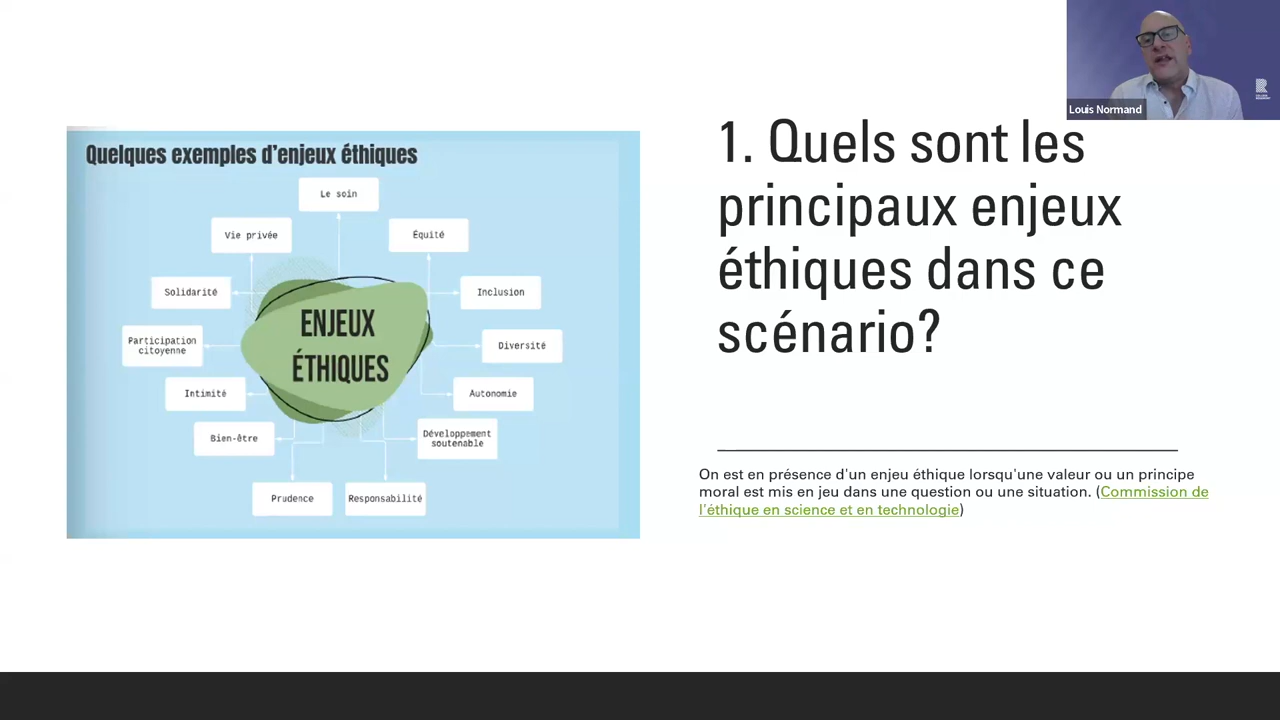 Louis Normand
Quelques exemples d'enjeux éthiques
Le soin
Vie privée
Équité
Solidarité
Inclusion
Participation
citoyenne
Diversité
Intimité
Autonomie
Bien-être
Développement
soutenable
Prudence
Responsabilité
ENJEUX
ÉTHIQUES
1. Quels sont les
principaux enjeux
éthiques dans ce
scénario?
On est en présence d'un enjeu éthique lorsqu'une valeur ou un principe
moral est mis en jeu dans une question ou une situation. (Commission de
l'éthique en science et en technologie)